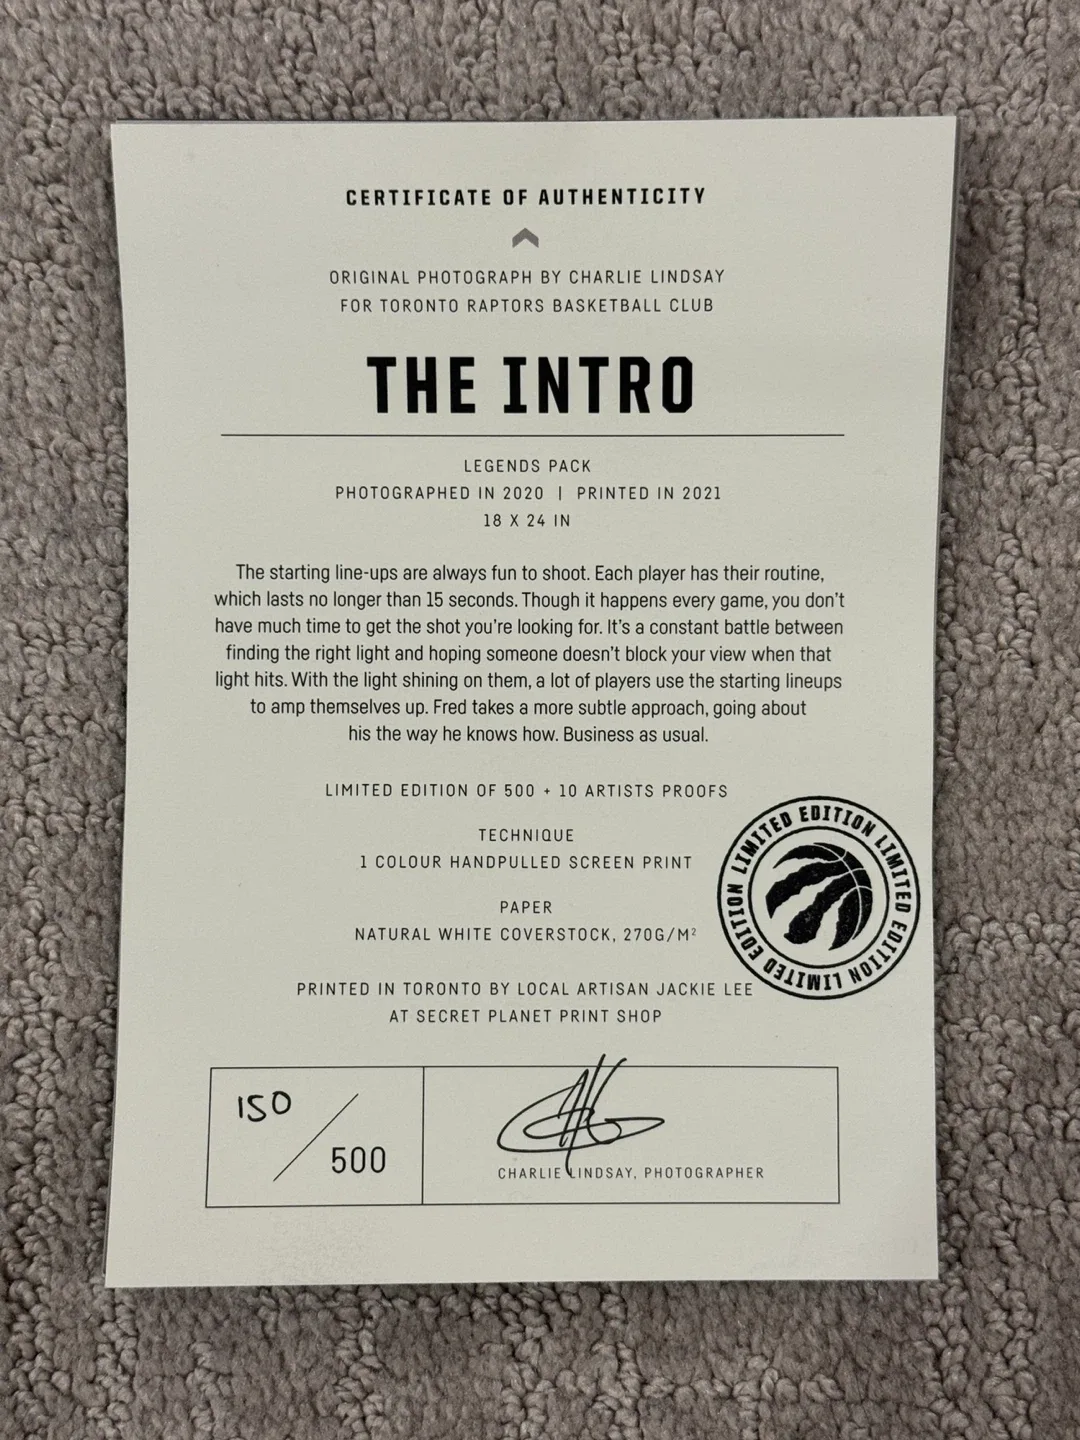 CERTIFICATE OF AUTHENTICITY
ORIGINAL PHOTOGRAPH BY CHARLIE LINDSAY
FOR TORONTO RAPTORS BASKETBALL CLUB
THE INTRO
LEGENDS PACK
PHOTOGRAPHED IN 2020 | PRINTED IN 2021
18 X 24 IN
The starting line-ups are always fun to shoot. Each player has their routine,
which lasts no longer than 15 seconds. Though it happens every game, you don't
have much time to get the shot you're looking for. It's a constant battle between
finding the right light and hoping someone doesn't block your view when that
light hits. With the light shining on them, a lot of players use the starting lineups
to amp themselves up. Fred takes a more subtle approach, going about
his the way he knows how. Business as usual.
LIMITED EDITION OF 500 + 10 ARTISTS PROOFS
TECHNIQUE
1 COLOUR HANDPULLED SCREEN PRINT
PAPER
NATURAL WHITE COVERSTOCK, 270G/M²
LIMITED EDITION LIMITED EDITION LIMITED EDITION
PRINTED IN TORONTO BY LOCAL ARTISAN JACKIE LEE
AT SECRET PLANET PRINT SHOP
150
500
CHARLIE LINDSAY, PHOTOGRAPHER